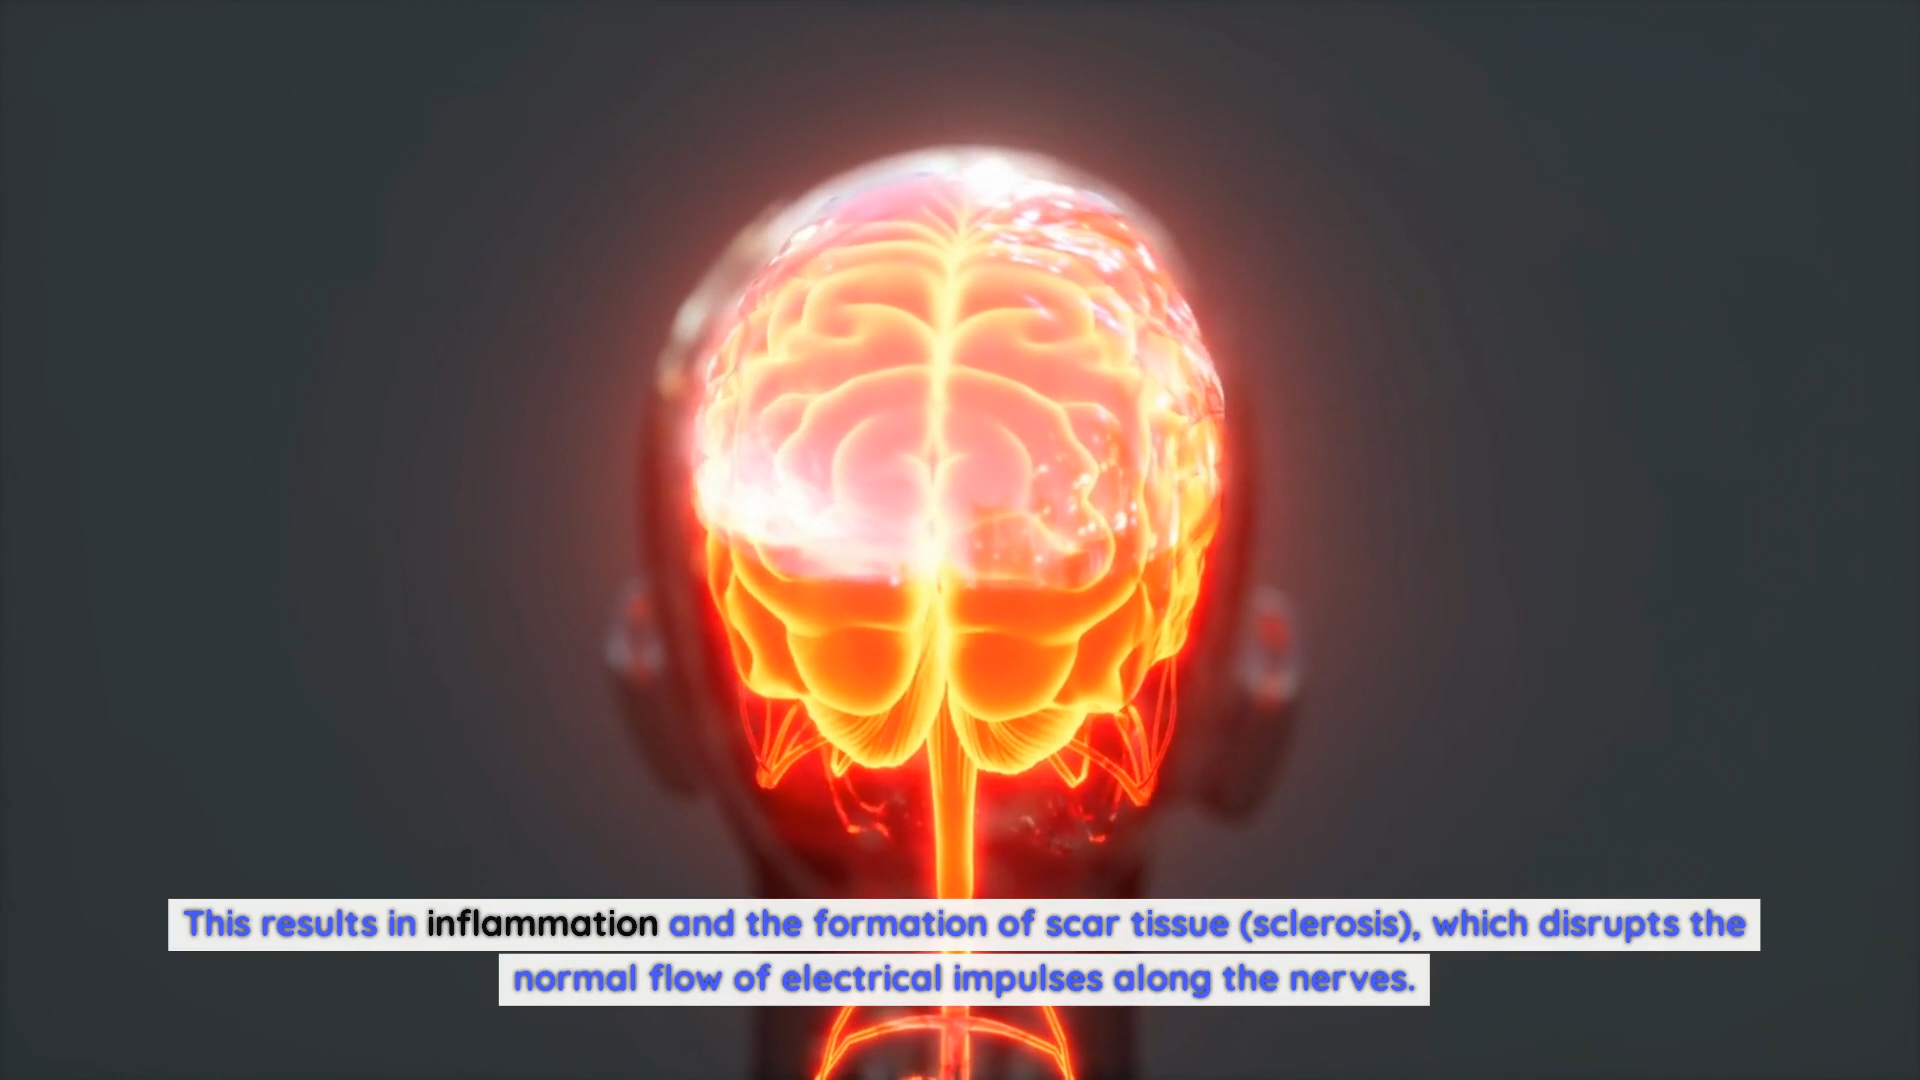 This results in inflammation and the formation of scar tissue (sclerosis), which disrupts the
normal flow of electrical impulses along the nerves.